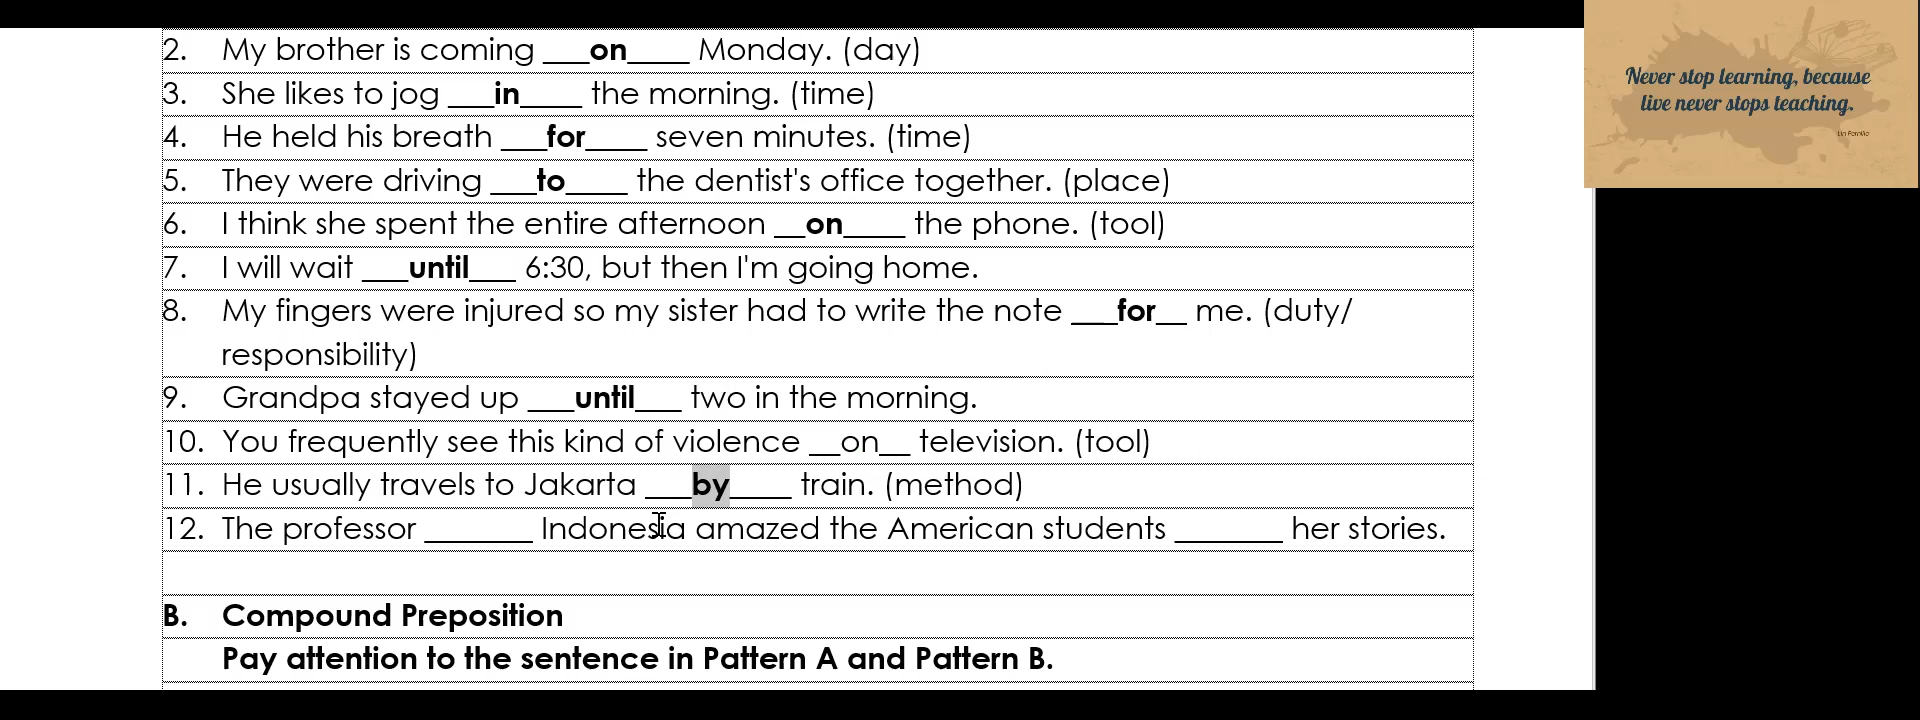 2. My brother is coming ___on____ Monday. (day)
3. She likes to jog ___in____ the morning. (time)
4. He held his breath ___for____ seven minutes. (time)
5. They were driving ___to____ the dentist's office together. (place)
6. I think she spent the entire afternoon __on____ the phone. (tool)
7. I will wait ___until___ 6:30, but then I'm going home.
8. My fingers were injured so my sister had to write the note ___for__ me. (duty/
responsibility)
9. Grandpa stayed up ___until___ two in the morning.
10. You frequently see this kind of violence __on__ television. (tool)
11. He usually travels to Jakarta ___by____ train. (method)
12. The professor _______ Indonesia amazed the American students _______ her stories.
B. Compound Preposition
Pay attention to the sentence in Pattern A and Pattern B.
Never stop learning, because
live never stops teaching.